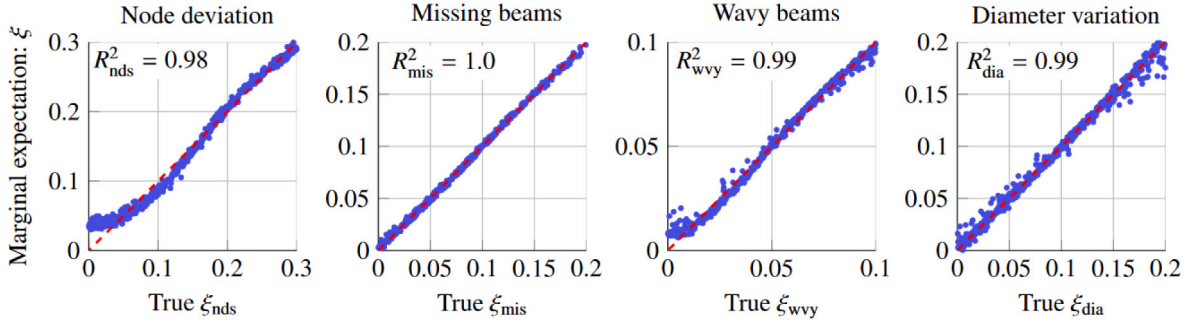 Node deviation
Missing beams
Wavy beams
Diameter variation
Marginal expectation: ξ
R²nds = 0.98
R²mis = 1.0
R²wvy = 0.99
R²dia = 0.99
0.3
0.2
0.1
0
0.2
0.15
0.1
0.05
0
0.1
0.05
0
0.2
0.15
0.1
0.05
0
0 0.1 0.2 0.3
0 0.05 0.1 0.15 0.2
0 0.05 0.1
0 0.05 0.1 0.15 0.2
True ξnds
True ξmis
True ξwvy
True ξdia